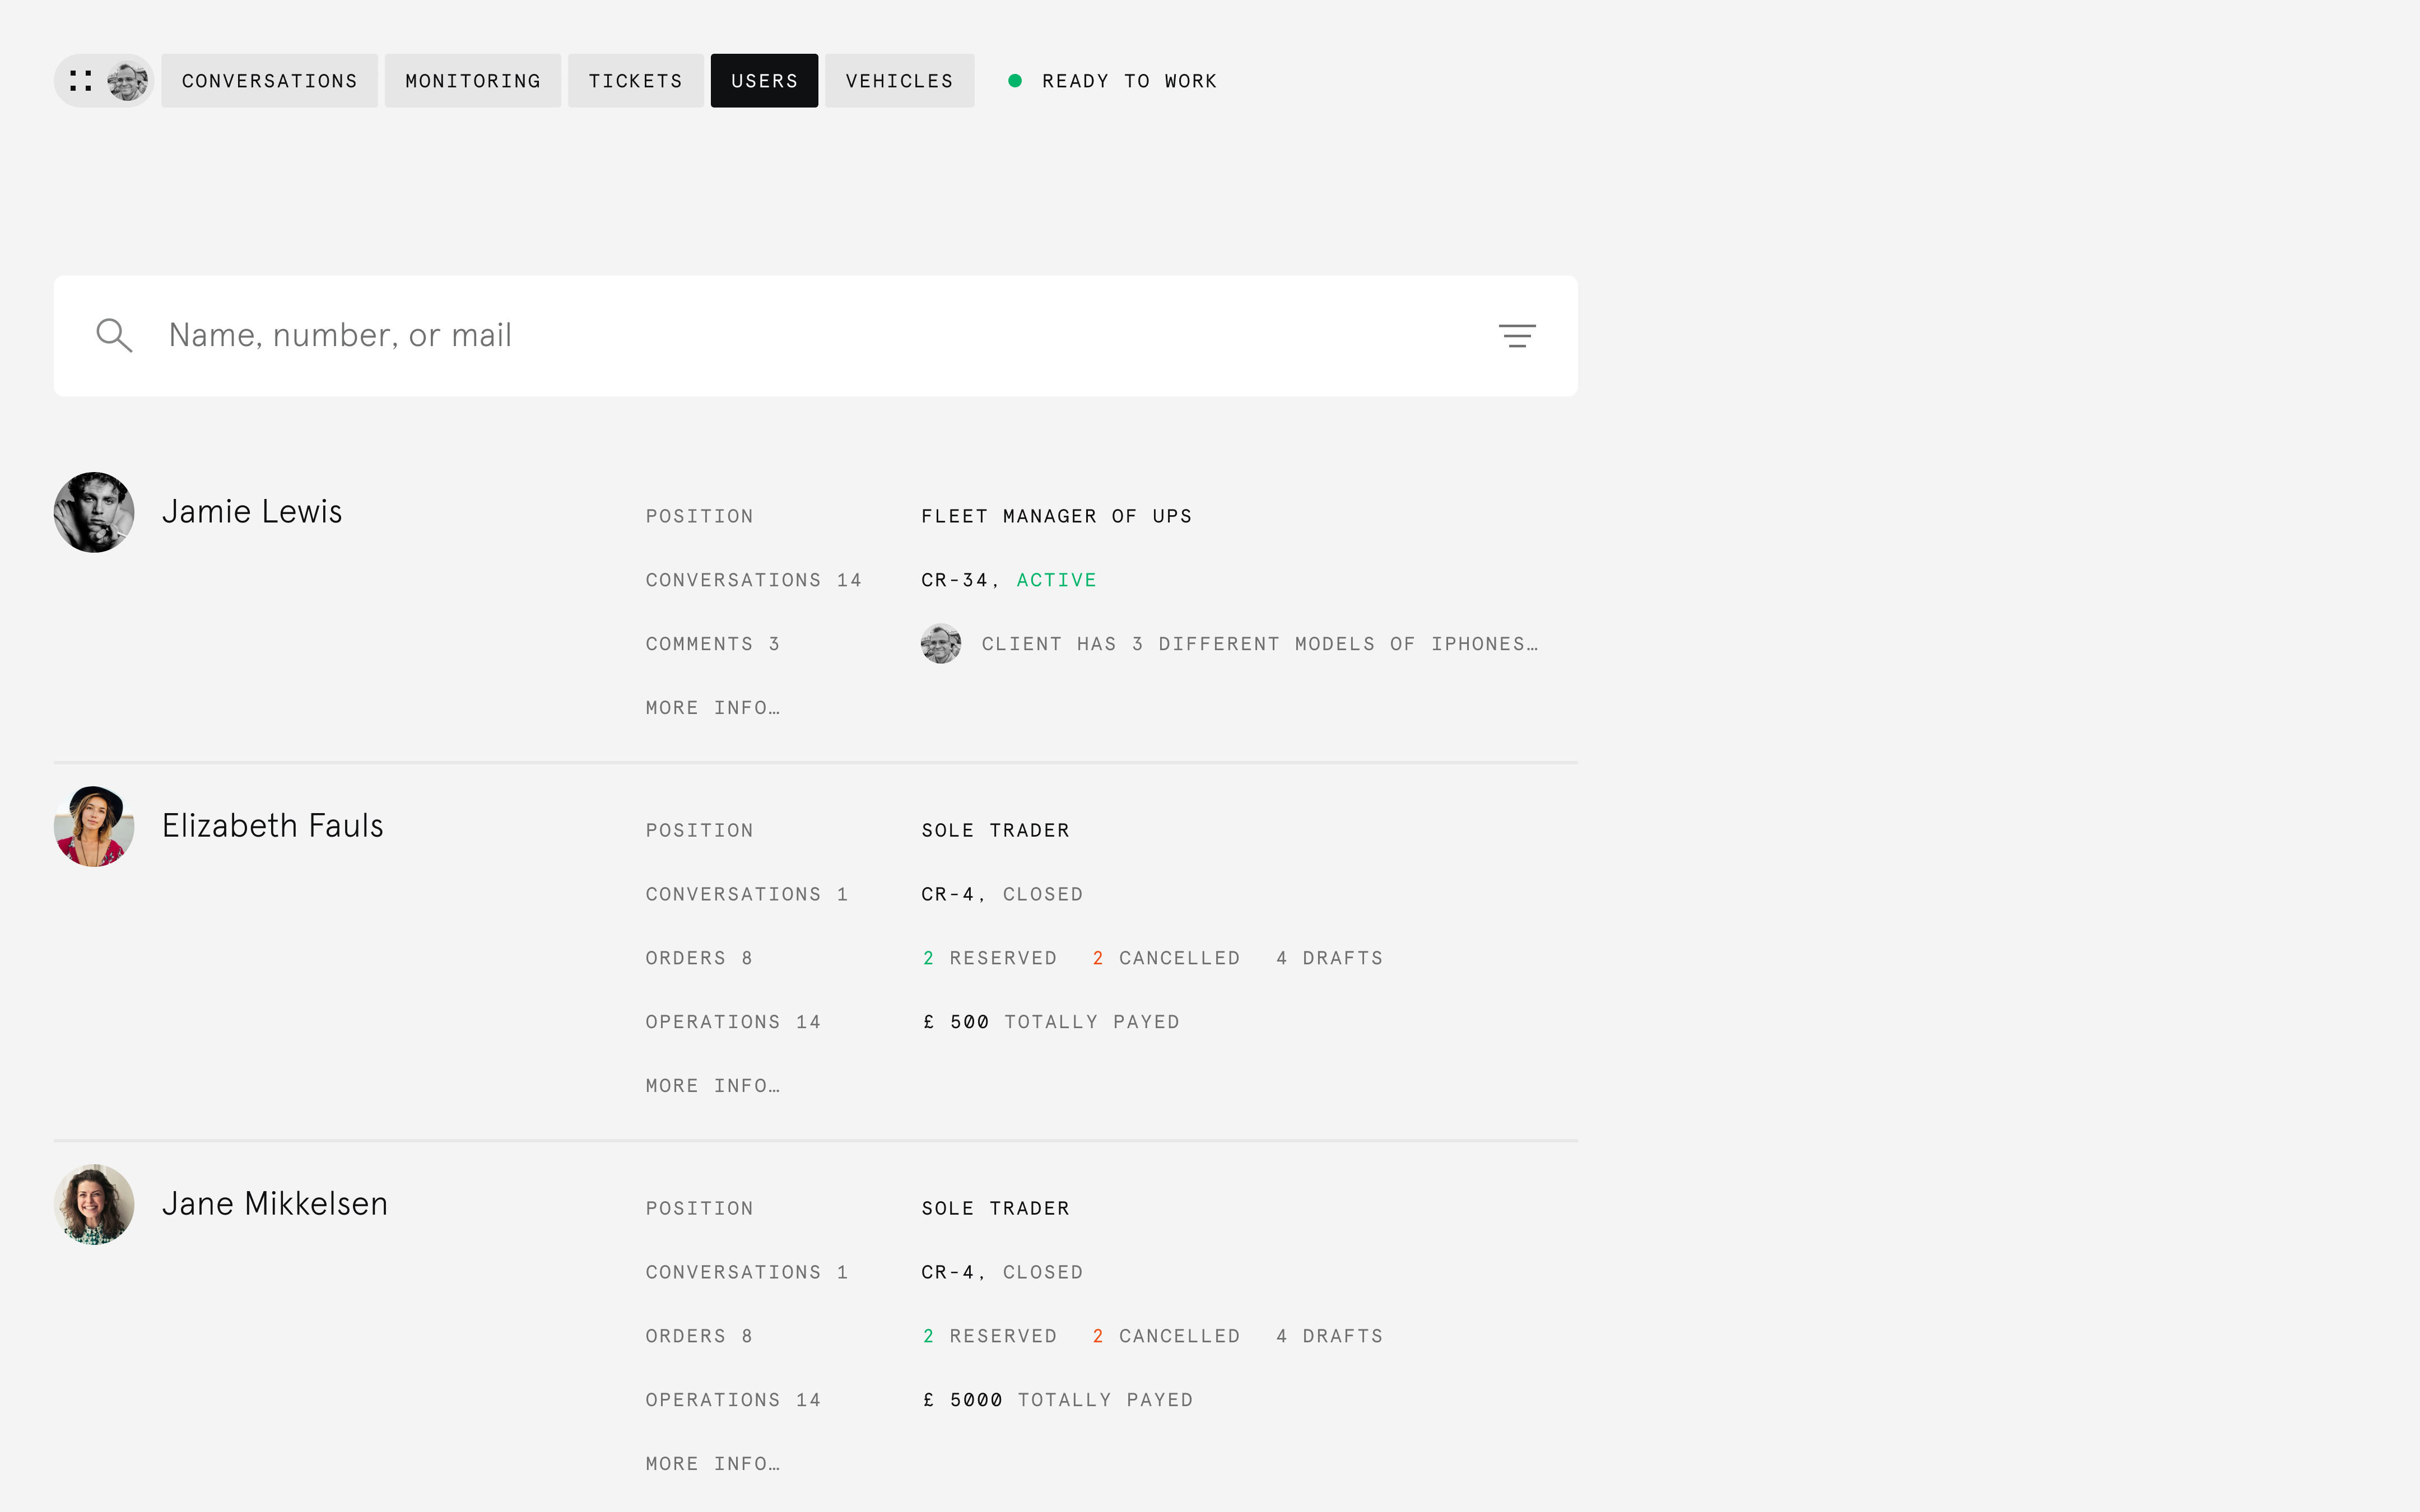 CONVERSATIONS MONITORING TICKETS USERS VEHICLES READY TO WORK
Name, number, or mail
Jamie Lewis
POSITION FLEET MANAGER OF UPS
CONVERSATIONS 14 CR-34, ACTIVE
COMMENTS 3 CLIENT HAS 3 DIFFERENT MODELS OF IPHONES…
MORE INFO…
Elizabeth Fauls
POSITION SOLE TRADER
CONVERSATIONS 1 CR-4, CLOSED
ORDERS 8 2 RESERVED 2 CANCELLED 4 DRAFTS
OPERATIONS 14 £ 500 TOTALLY PAYED
MORE INFO…
Jane Mikkelsen
POSITION SOLE TRADER
CONVERSATIONS 1 CR-4, CLOSED
ORDERS 8 2 RESERVED 2 CANCELLED 4 DRAFTS
OPERATIONS 14 £ 5000 TOTALLY PAYED
MORE INFO…